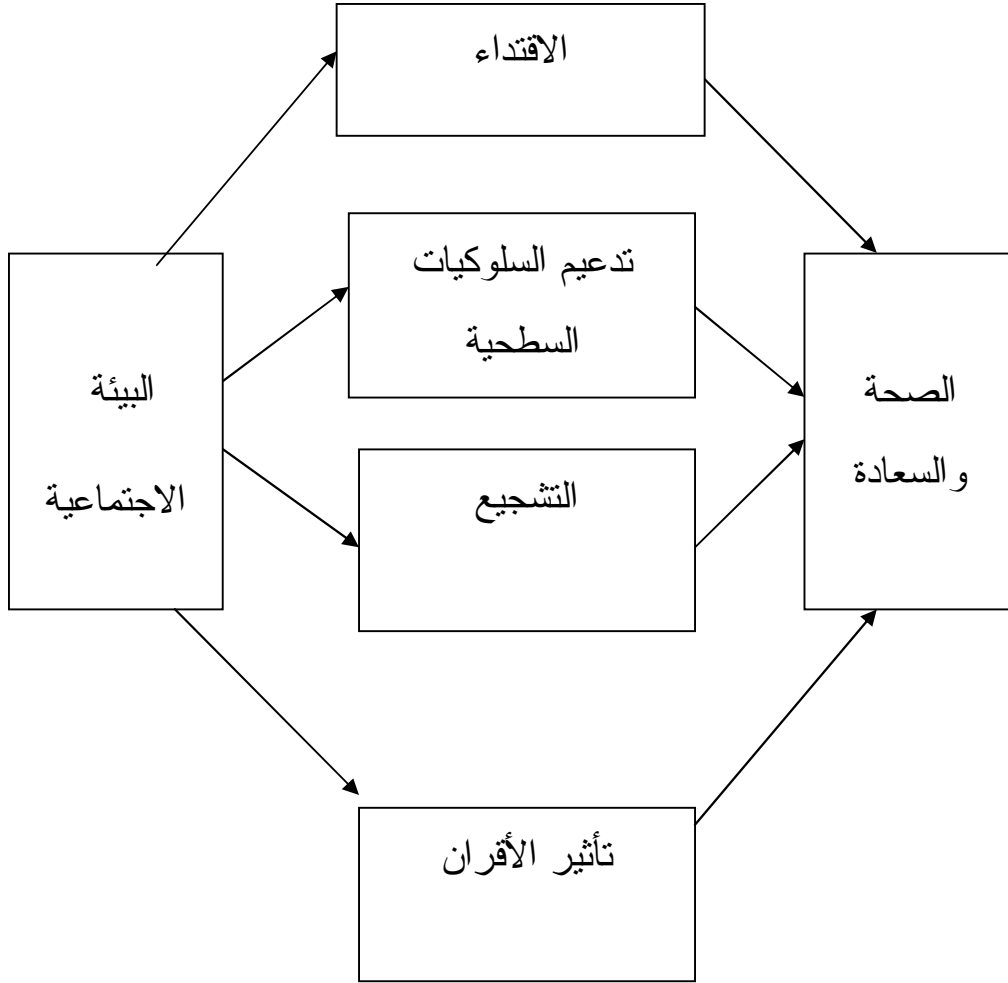 الاقتداء
تدعيم السلوكيات
السطحية
البيئة
الاجتماعية
الصحة
والسعادة
التشجيع
تأثير الأقران